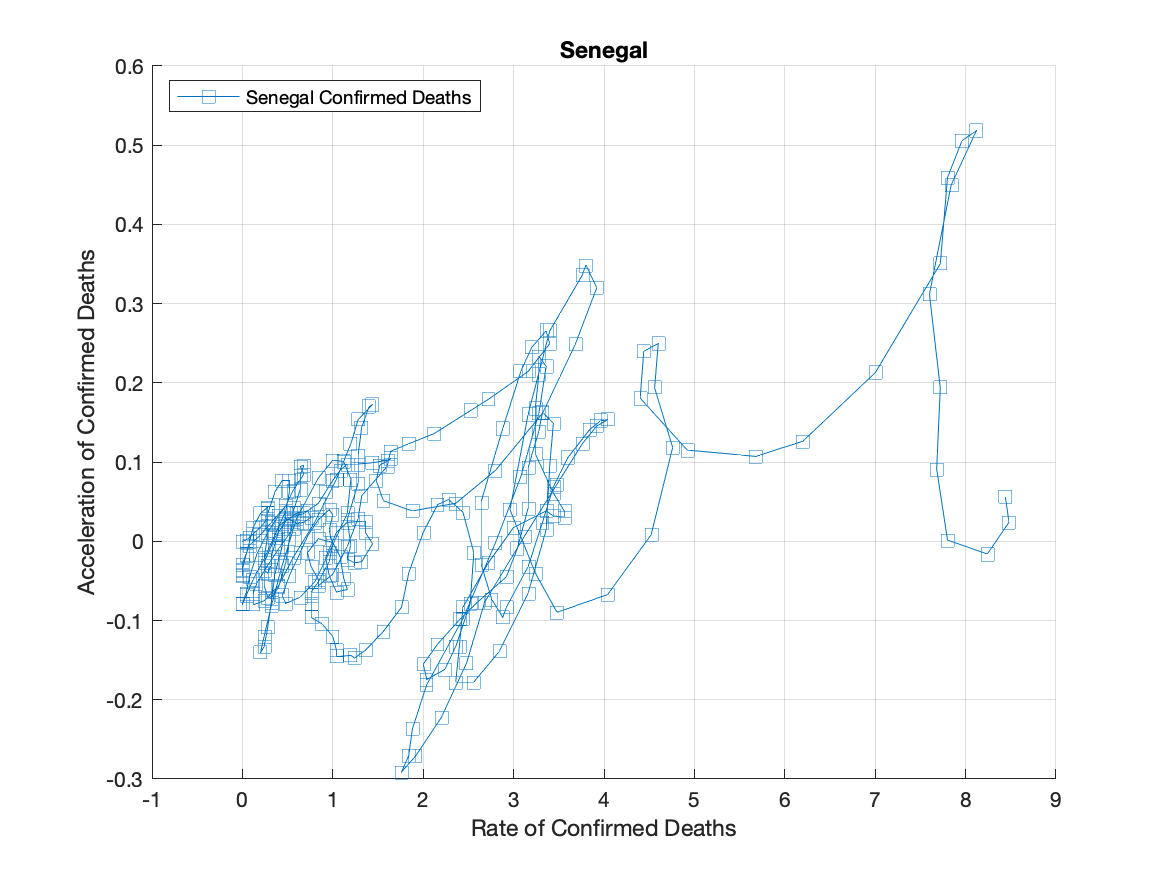 Senegal
Senegal Confirmed Deaths
0.6
0.5
0.4
0.3
0.2
0.1
0
-0.1
-0.2
-0.3
Acceleration of Confirmed Deaths
-1 0 1 2 3 4 5 6 7 8 9
Rate of Confirmed Deaths